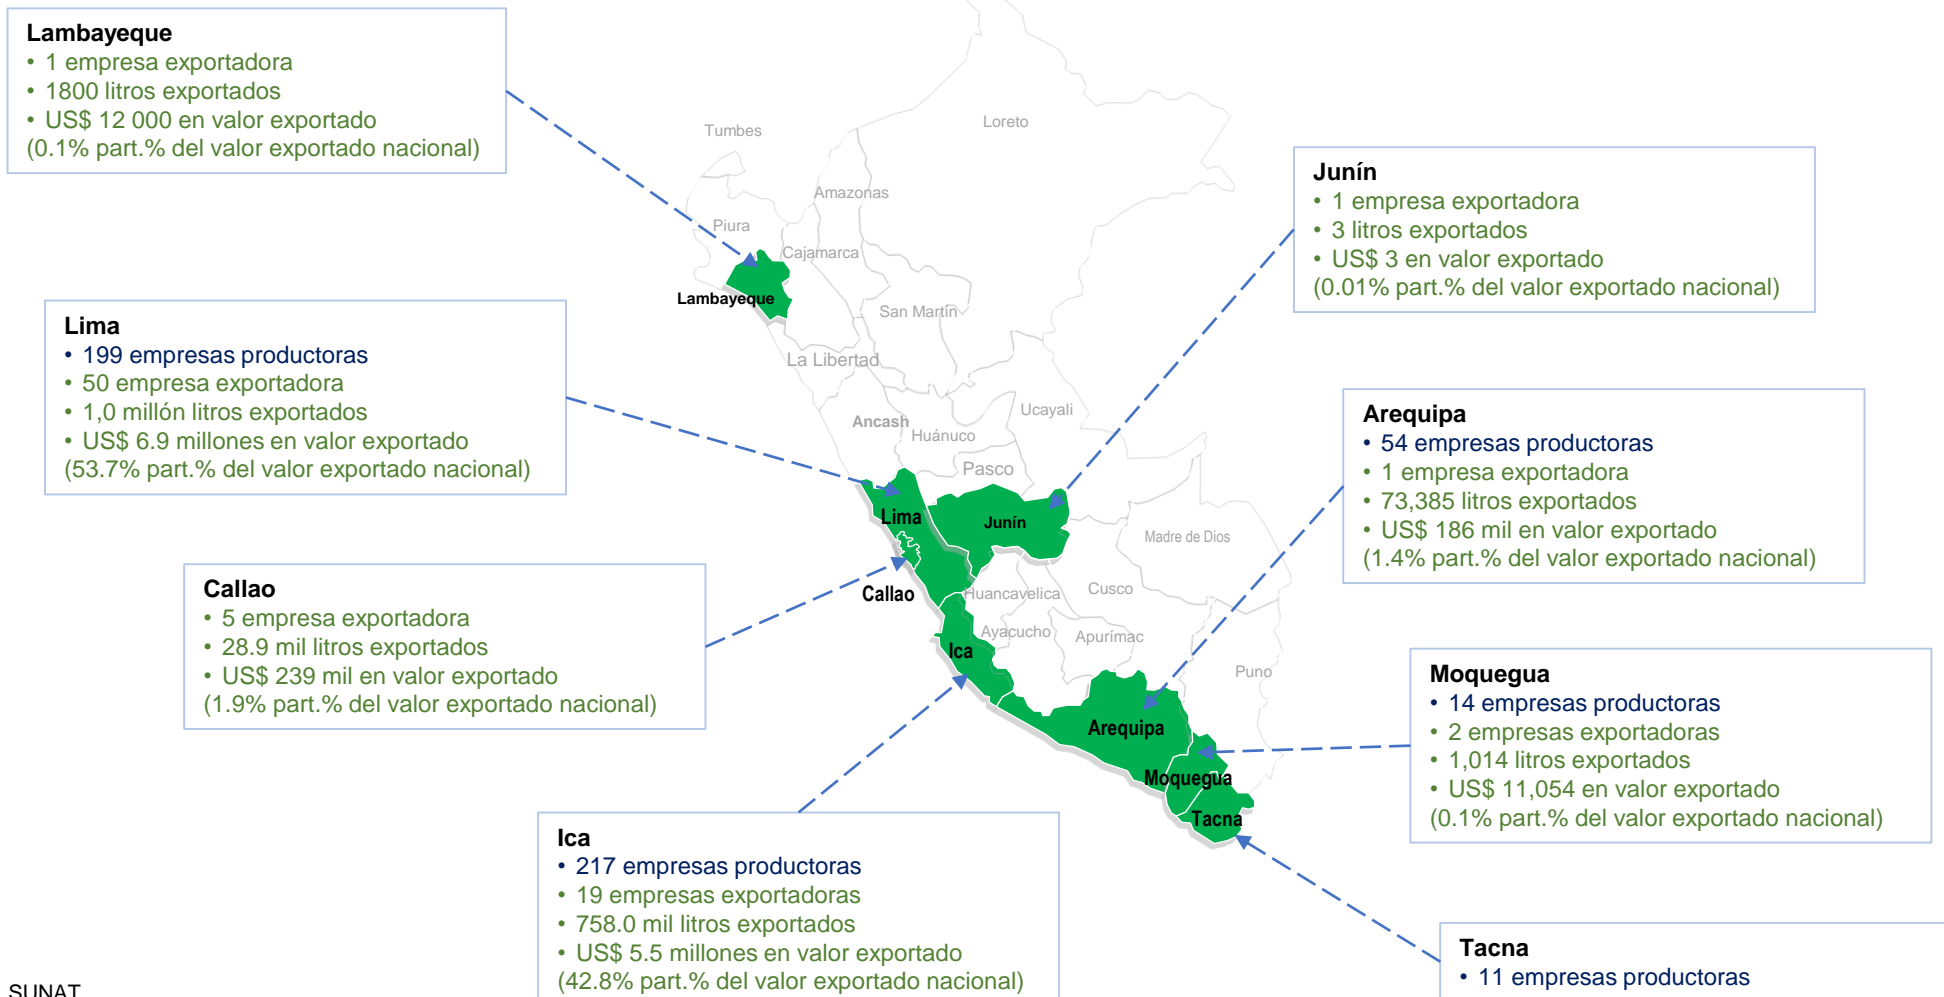 Lambayeque
• 1 empresa exportadora
• 1800 litros exportados
• US$ 12 000 en valor exportado
(0.1% part.% del valor exportado nacional)
Lima
• 199 empresas productoras
• 50 empresa exportadora
• 1,0 millón litros exportados
• US$ 6.9 millones en valor exportado
(53.7% part.% del valor exportado nacional)
Callao
• 5 empresa exportadora
• 28.9 mil litros exportados
• US$ 239 mil en valor exportado
(1.9% part.% del valor exportado nacional)
Ica
• 217 empresas productoras
• 19 empresas exportadoras
• 758.0 mil litros exportados
• US$ 5.5 millones en valor exportado
(42.8% part.% del valor exportado nacional)
Junín
• 1 empresa exportadora
• 3 litros exportados
• US$ 3 en valor exportado
(0.01% part.% del valor exportado nacional)
Arequipa
• 54 empresas productoras
• 1 empresa exportadora
• 73,385 litros exportados
• US$ 186 mil en valor exportado
(1.4% part.% del valor exportado nacional)
Moquegua
• 14 empresas productoras
• 2 empresas exportadoras
• 1,014 litros exportados
• US$ 11,054 en valor exportado
(0.1% part.% del valor exportado nacional)
Tacna
• 11 empresas productoras
Tumbes
Loreto
Amazonas
Piura
Cajamarca
Lambayeque
San Martín
La Libertad
Ancash
Ucayali
Huánuco
Pasco
Lima
Junín
Madre de Dios
Callao
Huancavelica
Cusco
Ayacucho
Apurímac
Ica
Puno
Arequipa
Moquegua
Tacna
SUNAT